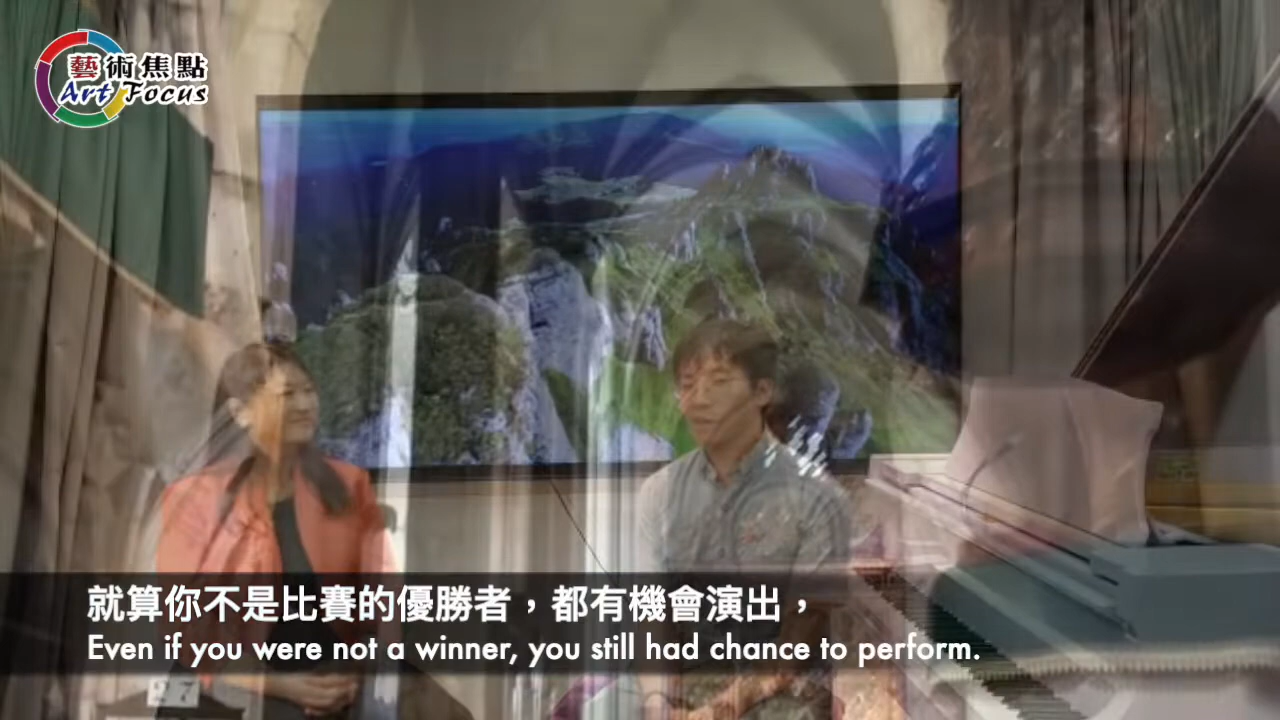 藝術焦點
Art Focus
就算你不是比賽的優勝者，都有機會演出，
Even if you were not a winner, you still had chance to perform.
27